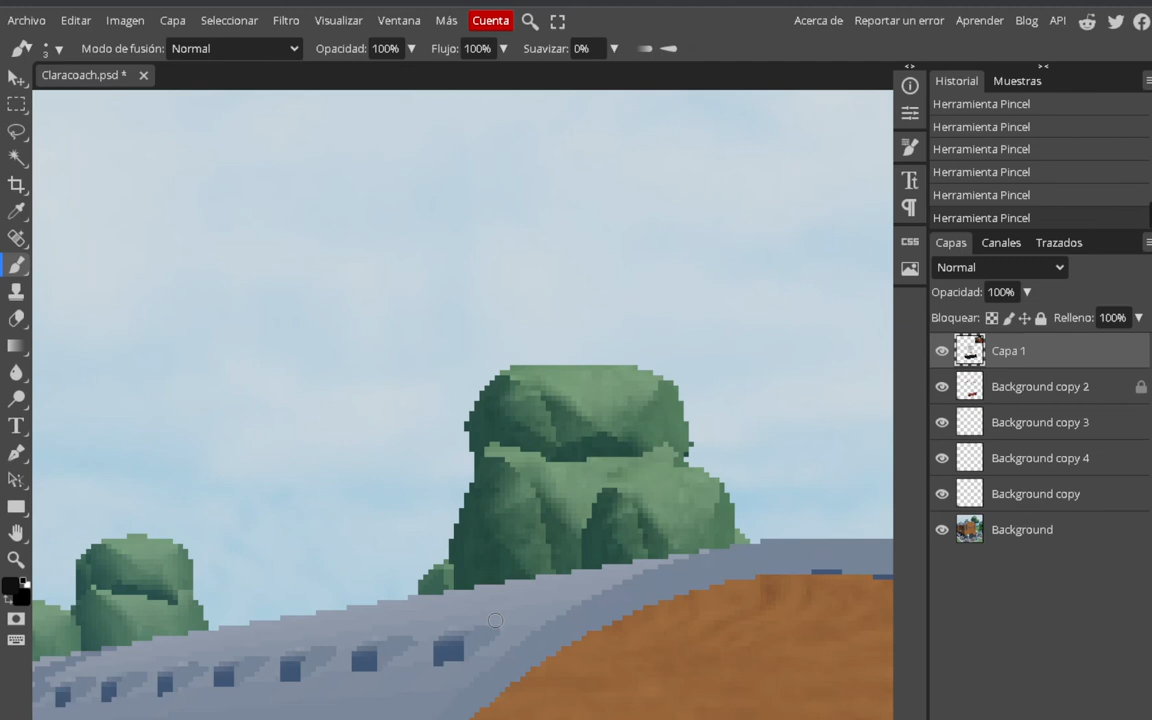 Archivo Editar Imagen Capa Seleccionar Filtro Visualizar Ventana Más Cuenta Acerca de Reportar un error Aprender Blog API
3 Modo de fusión: Normal Opacidad: 100% Flujo: 100% Suavizar: 0%
Claracoach.psd *
Historial Muestras
Herramienta Pincel
Herramienta Pincel
Herramienta Pincel
Herramienta Pincel
Herramienta Pincel
Herramienta Pincel
CSS
Capas Canales Trazados
Normal
Opacidad: 100%
Bloquear: Relleno: 100%
Capa 1
Background copy 2
Background copy 3
Background copy 4
Background copy
Background